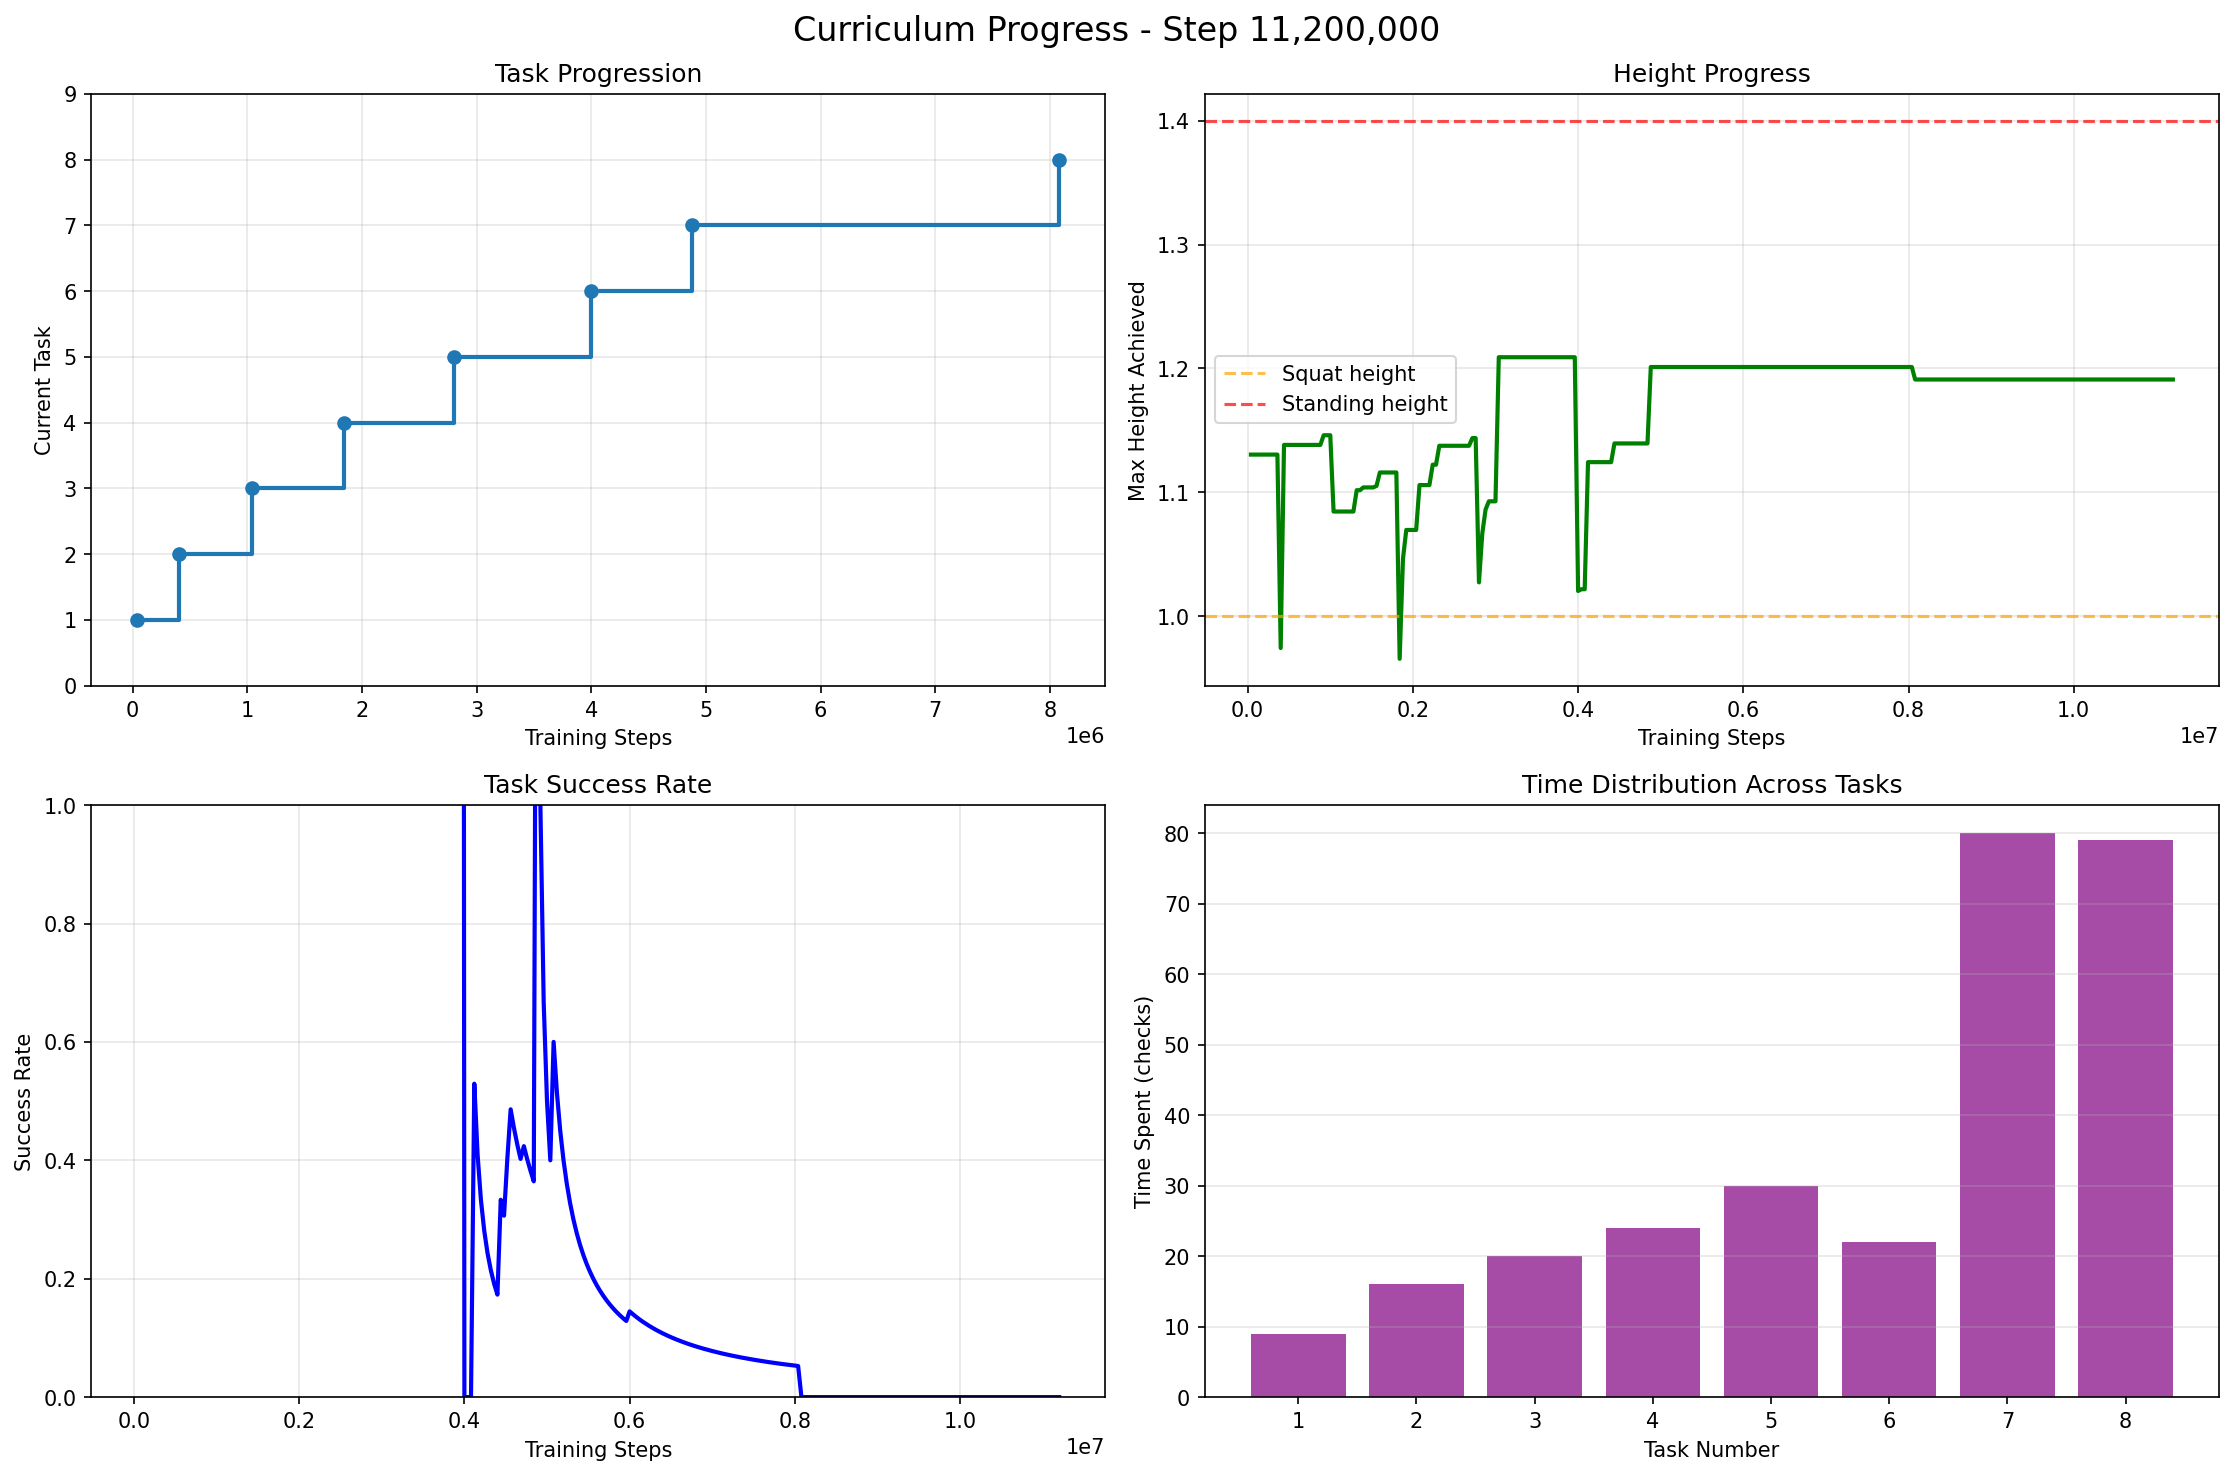 Curriculum Progress - Step 11,200,000
Task Progression
Current Task
9
8
7
6
5
4
3
2
1
0
0 1 2 3 4 5 6 7 8
1e6
Training Steps
Height Progress
Max Height Achieved
1.4
1.3
1.2
1.1
1.0
Squat height
Standing height
0.0 0.2 0.4 0.6 0.8 1.0
1e7
Training Steps
Task Success Rate
Success Rate
1.0
0.8
0.6
0.4
0.2
0.0
0.0 0.2 0.4 0.6 0.8 1.0
1e7
Training Steps
Time Distribution Across Tasks
Time Spent (checks)
80
70
60
50
40
30
20
10
0
1 2 3 4 5 6 7 8
Task Number